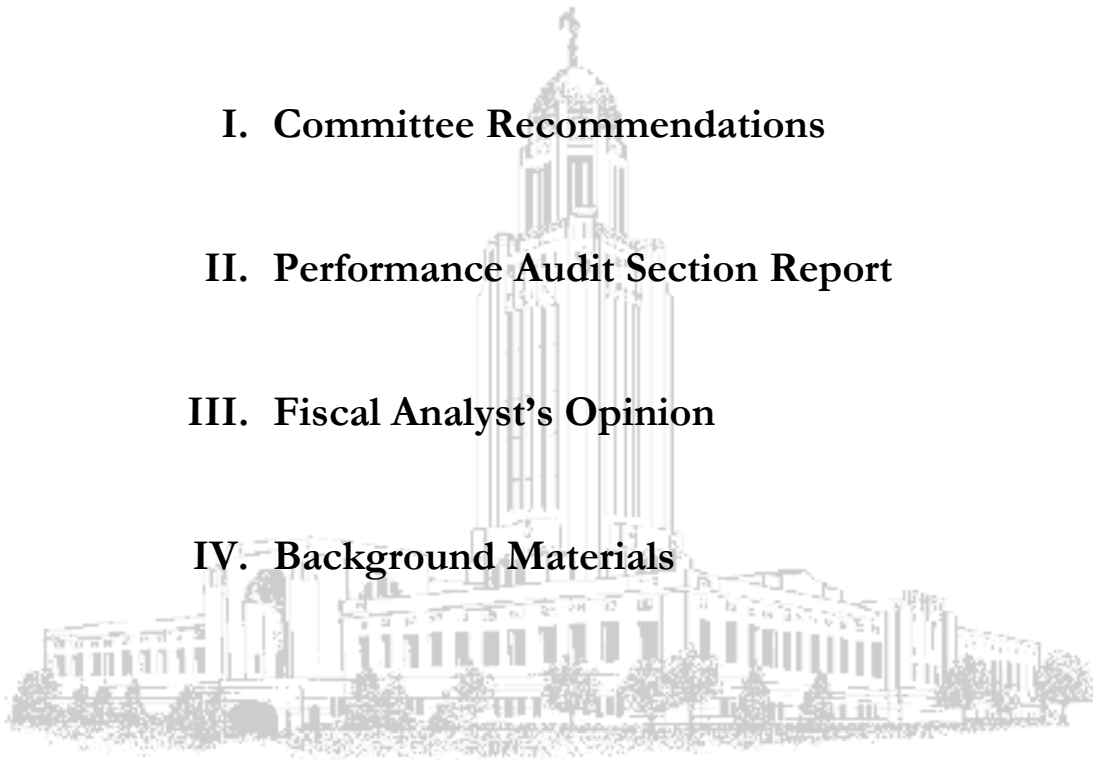 I. Committee Recommendations
II. Performance Audit Section Report
III. Fiscal Analyst's Opinion
IV. Background Materials